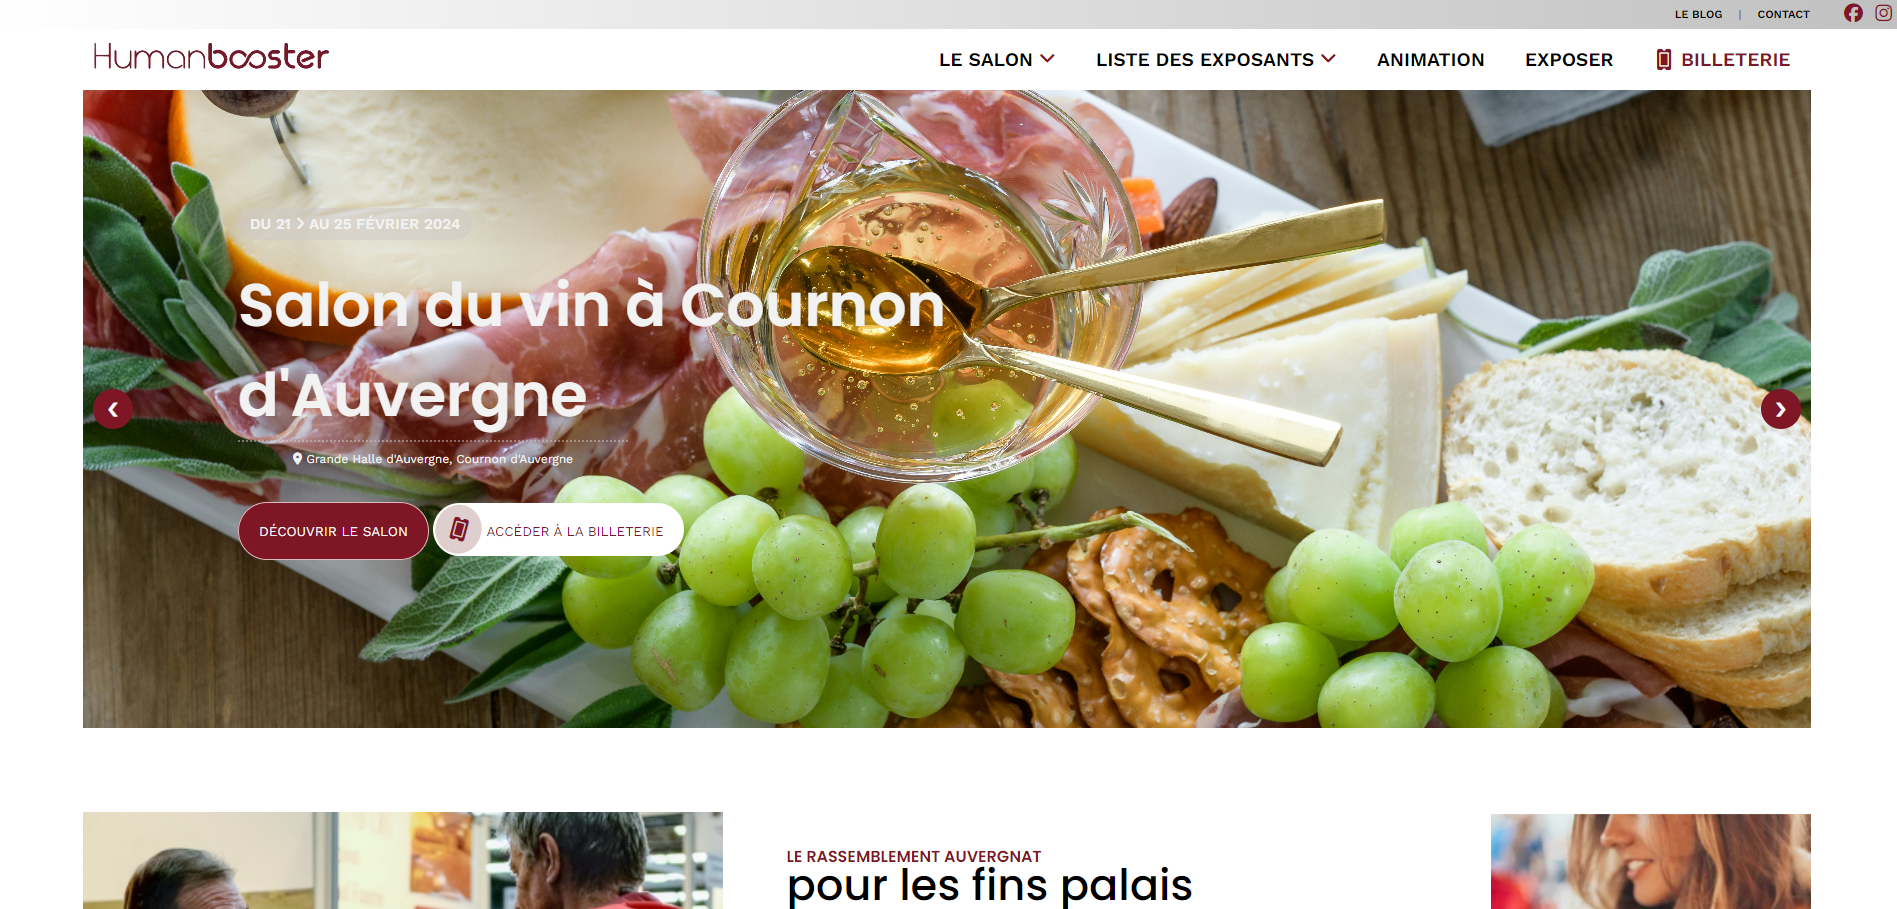 LE BLOG | CONTACT
Humanbooster
LE SALON LISTE DES EXPOSANTS ANIMATION EXPOSER BILLETERIE
DU 21 > AU 25 FÉVRIER 2024
Salon du vin à Cournon
d'Auvergne
Grande Halle d'Auvergne, Cournon d'Auvergne
DÉCOUVRIR LE SALON ACCÉDER À LA BILLETERIE
LE RASSEMBLEMENT AUVERGNAT
pour les fins palais